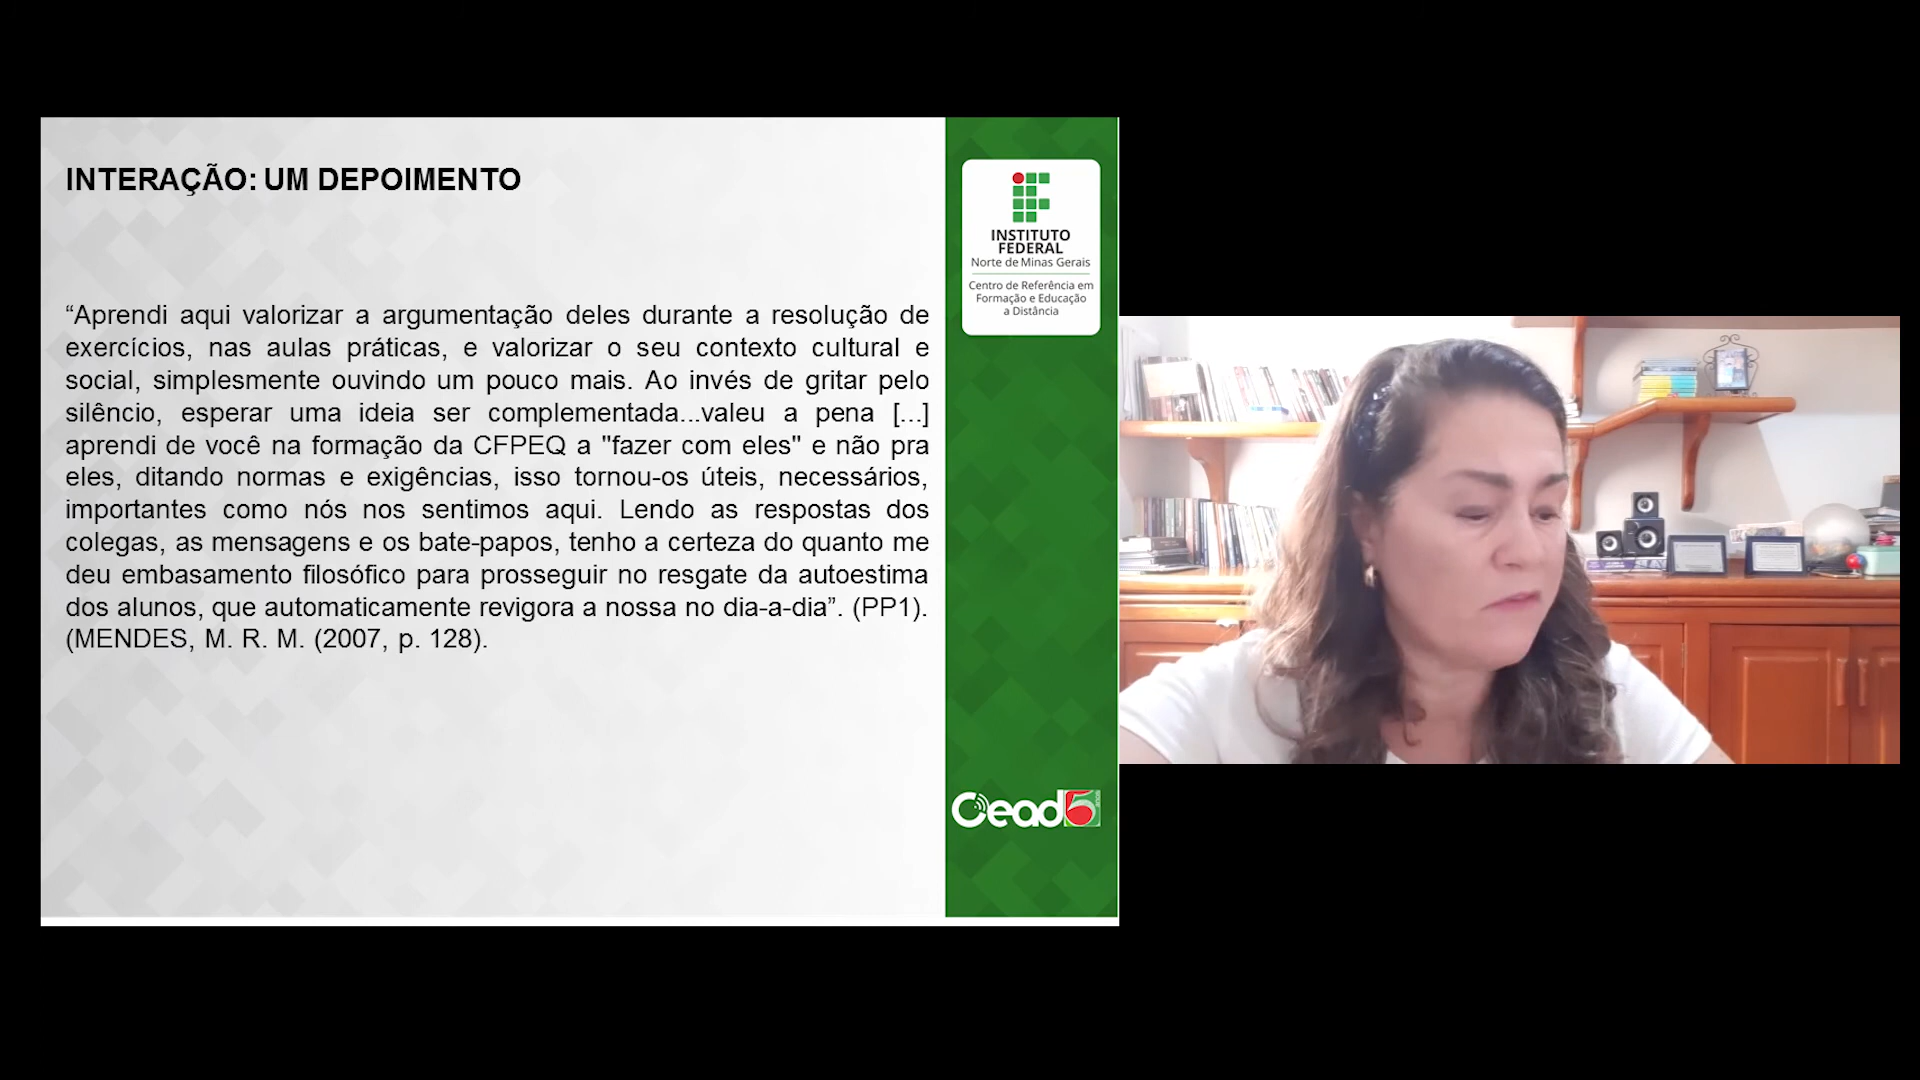 INTERAÇÃO: UM DEPOIMENTO
“Aprendi aqui valorizar a argumentação deles durante a resolução de
exercícios, nas aulas práticas, e valorizar o seu contexto cultural e
social, simplesmente ouvindo um pouco mais. Ao invés de gritar pelo
silêncio, esperar uma ideia ser complementada...valeu a pena [...]
aprendi de você na formação da CFPEQ a "fazer com eles" e não pra
eles, ditando normas e exigências, isso tornou-os úteis, necessários,
importantes como nós nos sentimos aqui. Lendo as respostas dos
colegas, as mensagens e os bate-papos, tenho a certeza do quanto me
deu embasamento filosófico para prosseguir no resgate da autoestima
dos alunos, que automaticamente revigora a nossa no dia-a-dia”. (PP1).
(MENDES, M. R. M. (2007, p. 128).
INSTITUTO
FEDERAL
Norte de Minas Gerais
Centro de Referência em
Formação e Educação
a Distância
Cead 5 anos